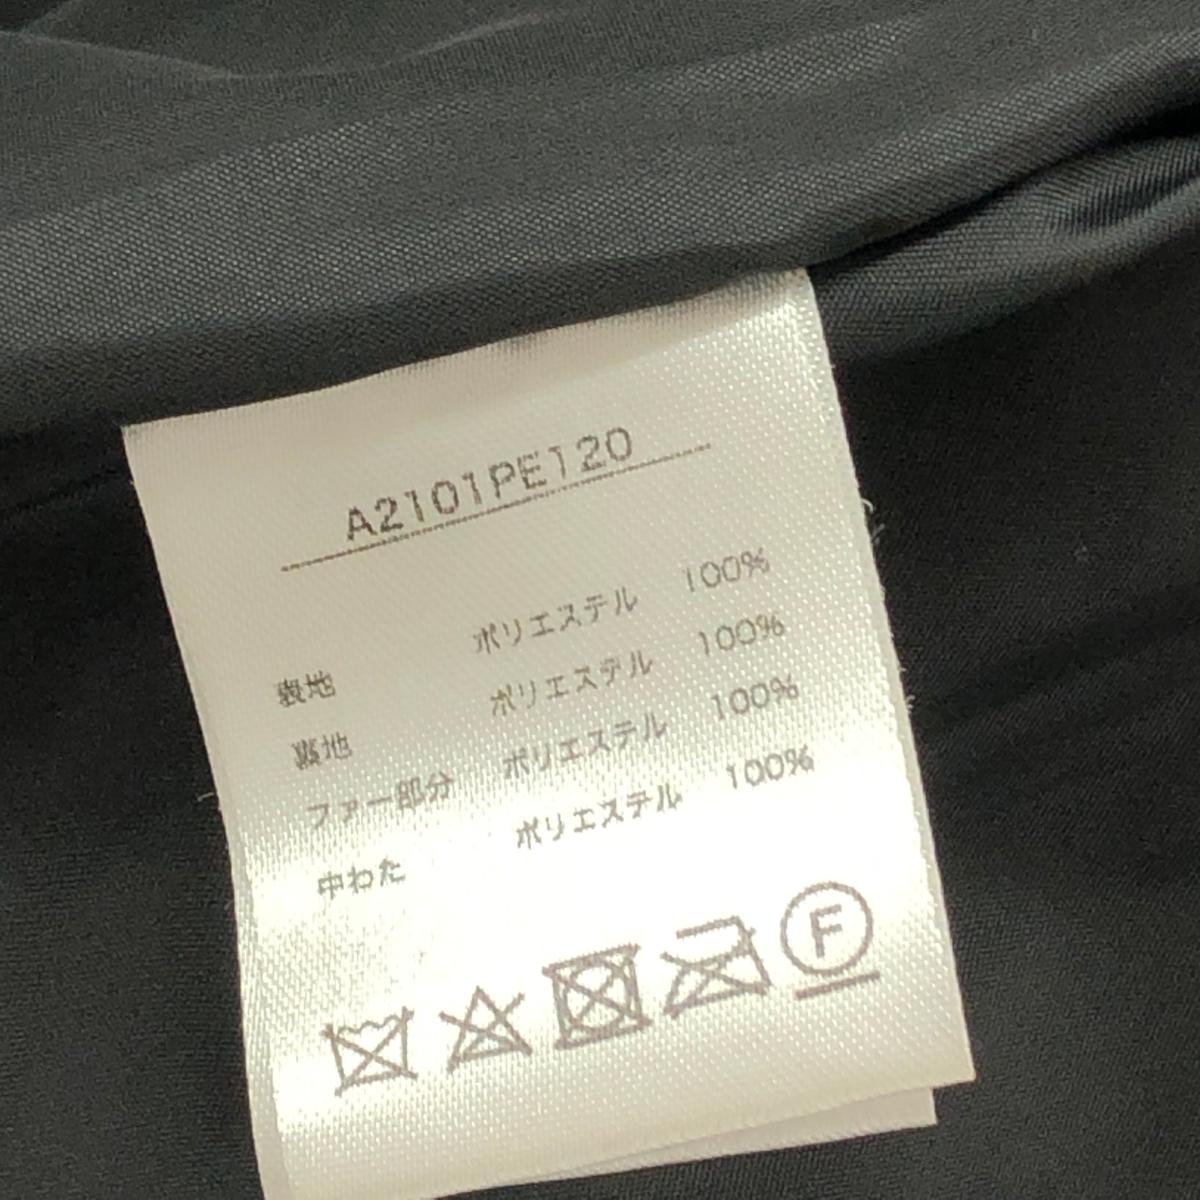 A2101PE120
表地 ポリエステル 100%
裏地 ポリエステル 100%
ファー部分 ポリエステル 100%
中わた ポリエステル 100%
F